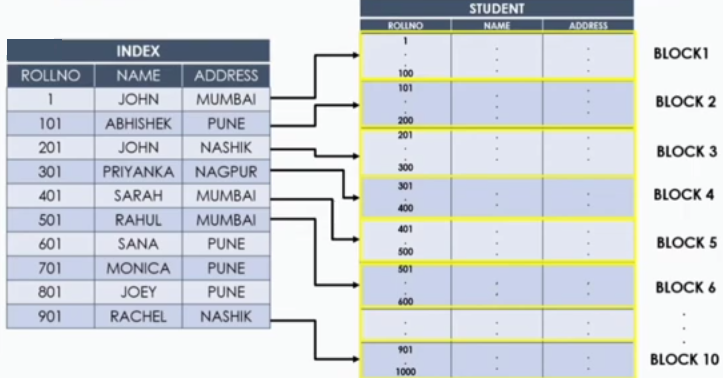 STUDENT
ROLLNO NAME ADDRESS
1 : :
.
100
BLOCK1
101 : :
.
200
BLOCK 2
201 : :
.
300
BLOCK 3
301 : :
.
400
BLOCK 4
401 : :
.
500
BLOCK 5
501 : :
.
600
BLOCK 6
: : :
:
901 : :
.
1000
BLOCK 10
INDEX
ROLLNO NAME ADDRESS
1 JOHN MUMBAI
101 ABHISHEK PUNE
201 JOHN NASHIK
301 PRIYANKA NAGPUR
401 SARAH MUMBAI
501 RAHUL MUMBAI
601 SANA PUNE
701 MONICA PUNE
801 JOEY PUNE
901 RACHEL NASHIK